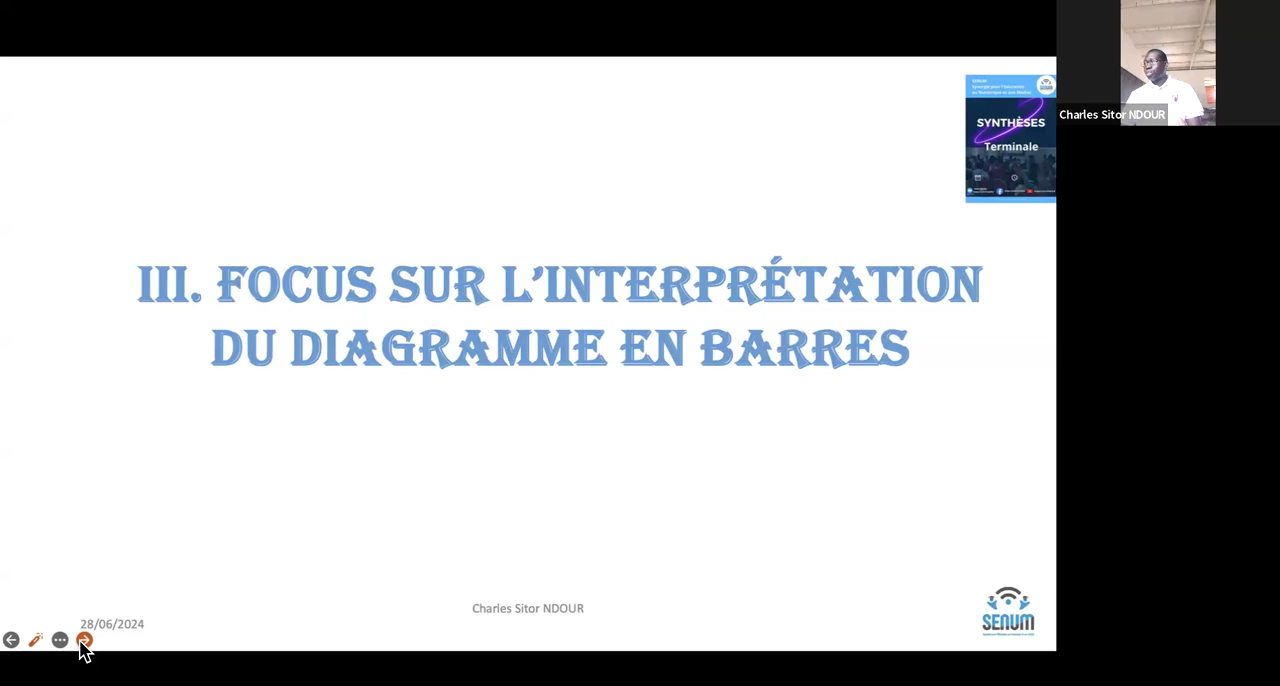 SENUM
SYNTHÈSES
Terminale
Charles Sitor NDOUR
III. FOCUS SUR L’INTERPRÉTATION
DU DIAGRAMME EN BARRES
Charles Sitor NDOUR
28/06/2024
SENUM